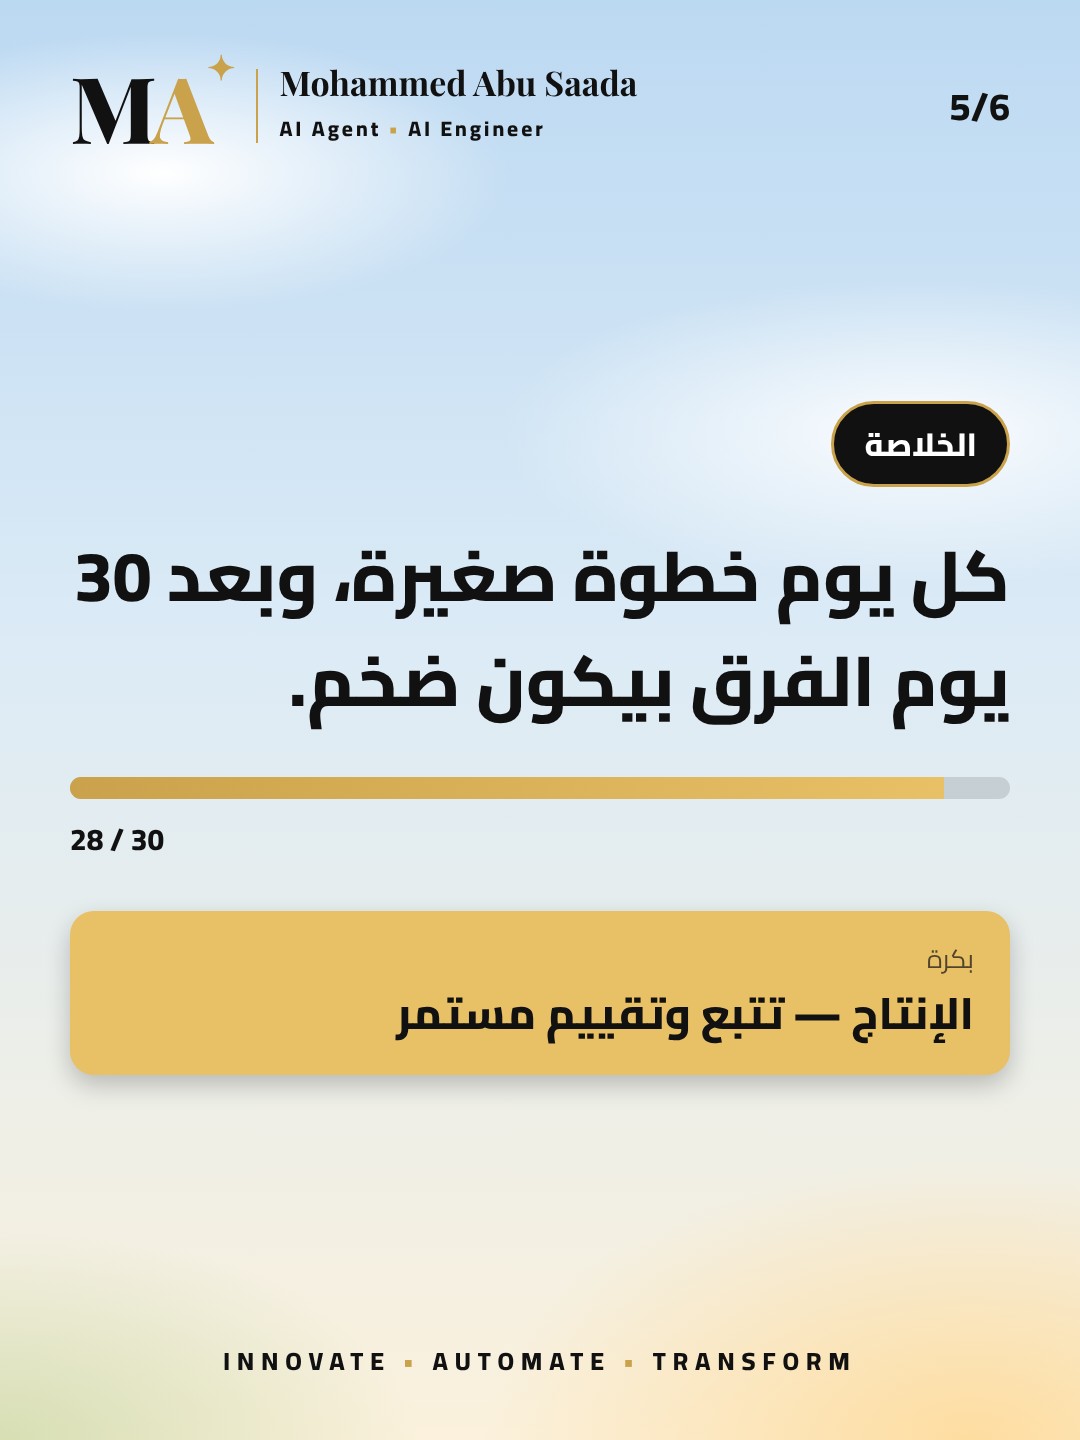 MA
Mohammed Abu Saada
AI Agent ▪ AI Engineer
5/6
الخلاصة
كل يوم خطوة صغيرة، وبعد 30
يوم الفرق بيكون ضخم.
28 / 30
بكرة
الإنتاج — تتبع وتقييم مستمر
INNOVATE ▪ AUTOMATE ▪ TRANSFORM